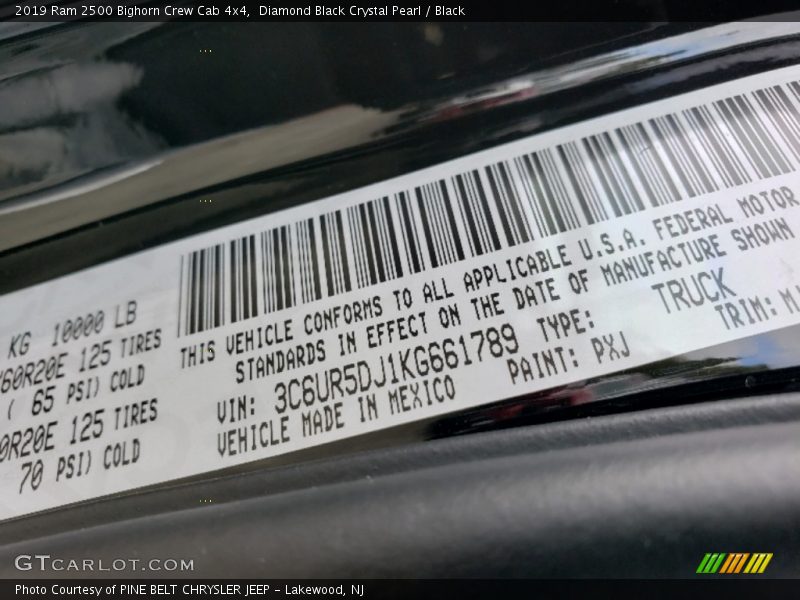 2019 Ram 2500 Bighorn Crew Cab 4x4,  Diamond Black Crystal Pearl / Black
KG 10000 LB
60R20E 125 TIRES
( 65 PSI) COLD
0R20E 125 TIRES
70 PSI) COLD
THIS VEHICLE CONFORMS TO ALL APPLICABLE U.S.A. FEDERAL MOTOR
STANDARDS IN EFFECT ON THE DATE OF MANUFACTURE SHOWN
VIN: 3C6UR5DJ1KG661789 TYPE: TRUCK
VEHICLE MADE IN MEXICO PAINT: PXJ TRIM:
GTCARLOT.COM
Photo Courtesy of PINE BELT CHRYSLER JEEP - Lakewood, NJ